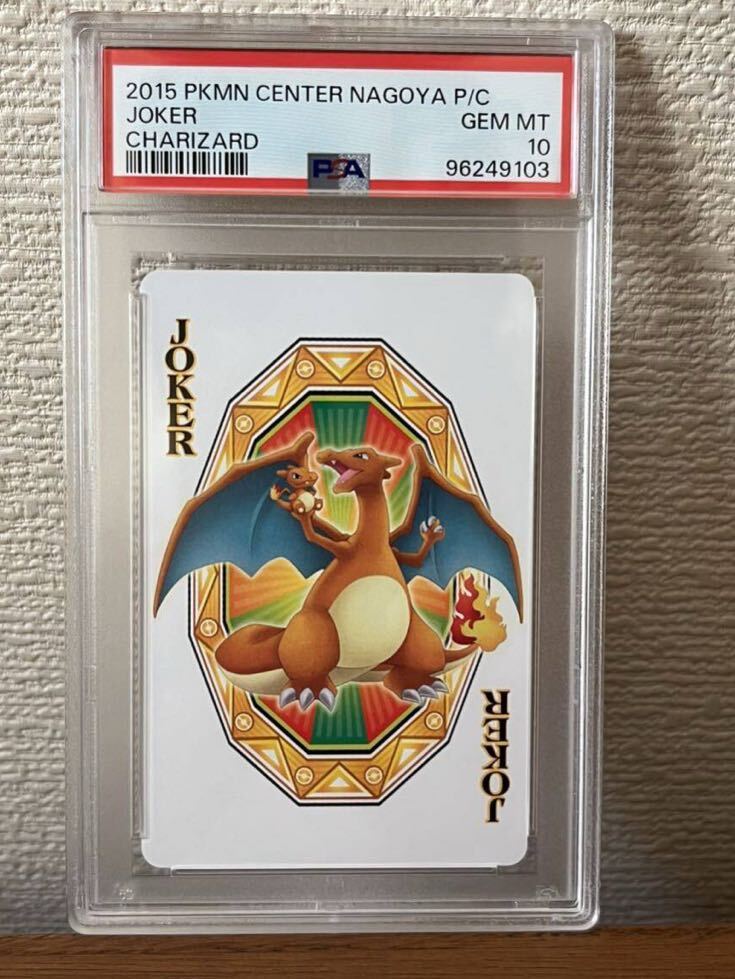 2015 PKMN CENTER NAGOYA P/C
JOKER GEM MT
CHARIZARD 10
PSA 96249103
JOKER
JOKER